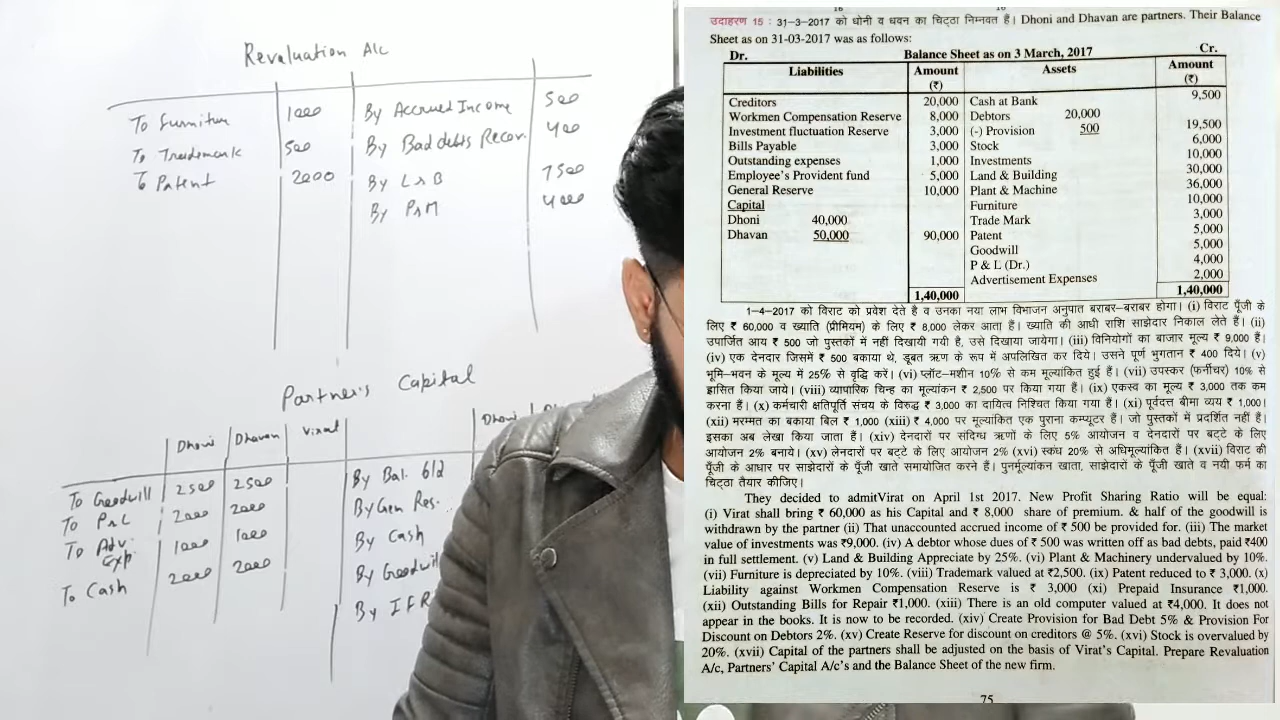 Revaluation A/c
To Furniture 1000 By Accrued Income 500
To Trademark 500 By Bad debts Recov. 400
To Patent 2000 By L & B 7500
By P & M 4000
Partner's Capital
Dhoni Dhavan Virat Dhoni
To Goodwill 2500 2500 By Bal. b/d
To P&L 2000 2000 By Gen Res.
To Adv. Exp. 1000 1000 By Cash
To Cash 2000 2000 By Goodwill
By IFR
उदाहरण 15 : 31-3-2017 को धोनी व धवन का चिट्ठा निम्नवत हैं। Dhoni and Dhavan are partners. Their Balance
Sheet as on 31-03-2017 was as follows:
Dr. Balance Sheet as on 3 March, 2017 Cr.
Liabilities Amount (₹) Assets Amount (₹)
Creditors 20,000 Cash at Bank 9,500
Workmen Compensation Reserve 8,000 Debtors 20,000
Investment fluctuation Reserve 3,000 (-) Provision 500 19,500
Bills Payable 3,000 Stock 6,000
Outstanding expenses 1,000 Investments 10,000
Employee's Provident fund 5,000 Land & Building 30,000
General Reserve 10,000 Plant & Machine 36,000
Capital Furniture 10,000
Dhoni 40,000 Trade Mark 3,000
Dhavan 50,000 90,000 Patent 5,000
Goodwill 5,000
P & L (Dr.) 4,000
Advertisement Expenses 2,000
1,40,000 1,40,000
1-4-2017 को विराट को प्रवेश देते है व उनका नया लाभ विभाजन अनुपात बराबर-बराबर होगा। (i) विराट पूँजी के
लिए ₹ 60,000 व ख्याति (प्रीमियम) के लिए ₹ 8,000 लेकर आता हैं। ख्याति की आधी राशि साझेदार निकाल लेते हैं। (ii)
उपार्जित आय ₹ 500 जो पुस्तकों में नहीं दिखायी गयी है, उसे दिखाया जायेगा। (iii) विनियोगों का बाजार मूल्य ₹ 9,000 हैं।
(iv) एक देनदार जिसमें ₹ 500 बकाया थे, डूबत ऋण के रूप में अपलिखित कर दिये। उसने पूर्ण भुगतान ₹ 400 दिये। (v)
भूमि-भवन के मूल्य में 25% से वृद्धि करें। (vi) प्लॉट-मशीन 10% से कम मूल्यांकित हुई हैं। (vii) उपस्कर (फर्नीचर) 10% से
ह्रासित किया जाये। (viii) व्यापारिक चिन्ह का मूल्यांकन ₹ 2,500 पर किया गया हैं। (ix) एकस्व का मूल्य ₹ 3,000 तक कम
करना हैं। (x) कर्मचारी क्षतिपूर्ति संचय के विरुद्ध ₹ 3,000 का दायित्व निश्चित किया गया हैं। (xi) पूर्वदत्त बीमा व्यय ₹ 1,000।
(xii) मरम्मत का बकाया बिल ₹ 1,000 (xiii) ₹ 4,000 पर मूल्यांकित एक पुराना कम्प्यूटर हैं। जो पुस्तकों में प्रदर्शित नहीं हैं।
इसका अब लेखा किया जाता हैं। (xiv) देनदारों पर संदिग्ध ऋणों के लिए 5% आयोजन व देनदारों पर बट्टे के लिए
आयोजन 2% बनाये। (xv) लेनदारों पर बट्टे के लिए आयोजन 2% (xvi) स्कंध 20% से अधिमूल्यांकित हैं। (xvii) विराट की
पूँजी के आधार पर साझेदारों के पूँजी खाते समायोजित करने हैं। पुनर्मूल्यांकन खाता, साझेदारों के पूँजी खाते व नयी फर्म का
चिट्ठा तैयार कीजिए।
They decided to admitVirat on April 1st 2017. New Profit Sharing Ratio will be equal:
(i) Virat shall bring ₹ 60,000 as his Capital and ₹ 8,000 share of premium. & half of the goodwill is
withdrawn by the partner (ii) That unaccounted accrued income of ₹ 500 be provided for. (iii) The market
value of investments was ₹9,000. (iv) A debtor whose dues of ₹ 500 was written off as bad debts, paid ₹400
in full settlement. (v) Land & Building Appreciate by 25%. (vi) Plant & Machinery undervalued by 10%.
(vii) Furniture is depreciated by 10%. (viii) Trademark valued at ₹2,500. (ix) Patent reduced to ₹ 3,000. (x)
Liability against Workmen Compensation Reserve is ₹ 3,000 (xi) Prepaid Insurance ₹1,000.
(xii) Outstanding Bills for Repair ₹1,000. (xiii) There is an old computer valued at ₹4,000. It does not
appear in the books. It is now to be recorded. (xiv) Create Provision for Bad Debt 5% & Provision For
Discount on Debtors 2%. (xv) Create Reserve for discount on creditors @ 5%. (xvi) Stock is overvalued by
20%. (xvii) Capital of the partners shall be adjusted on the basis of Virat's Capital. Prepare Revaluation
A/c, Partners' Capital A/c's and the Balance Sheet of the new firm.
75